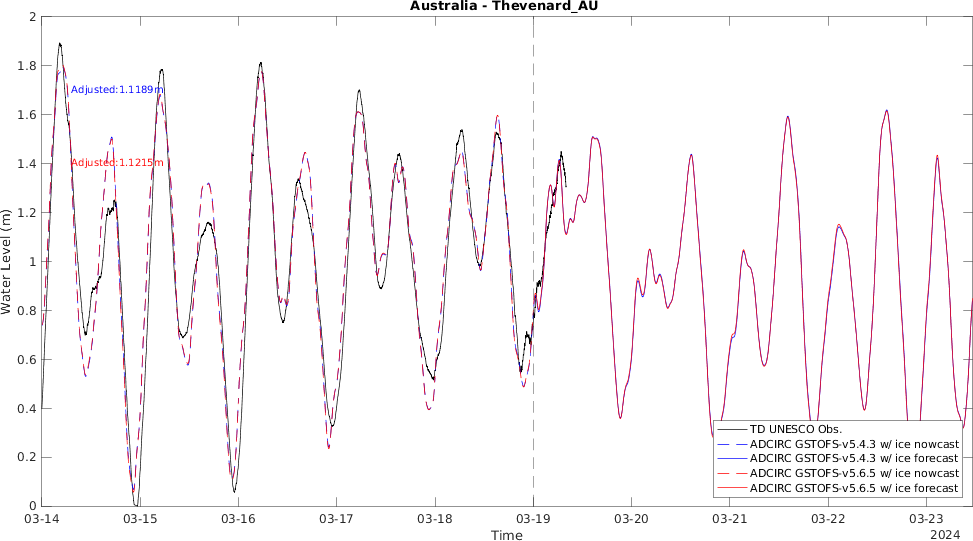 Australia - Thevenard_AU
2
1.8
1.6
1.4
1.2
1
0.8
0.6
0.4
0.2
0
Water Level (m)
Adjusted:1.1189m
Adjusted:1.1215m
TD UNESCO Obs.
ADCIRC GSTOFS-v5.4.3 w/ ice nowcast
ADCIRC GSTOFS-v5.4.3 w/ ice forecast
ADCIRC GSTOFS-v5.6.5 w/ ice nowcast
ADCIRC GSTOFS-v5.6.5 w/ ice forecast
03-14 03-15 03-16 03-17 03-18 03-19 03-20 03-21 03-22 03-23
Time
2024